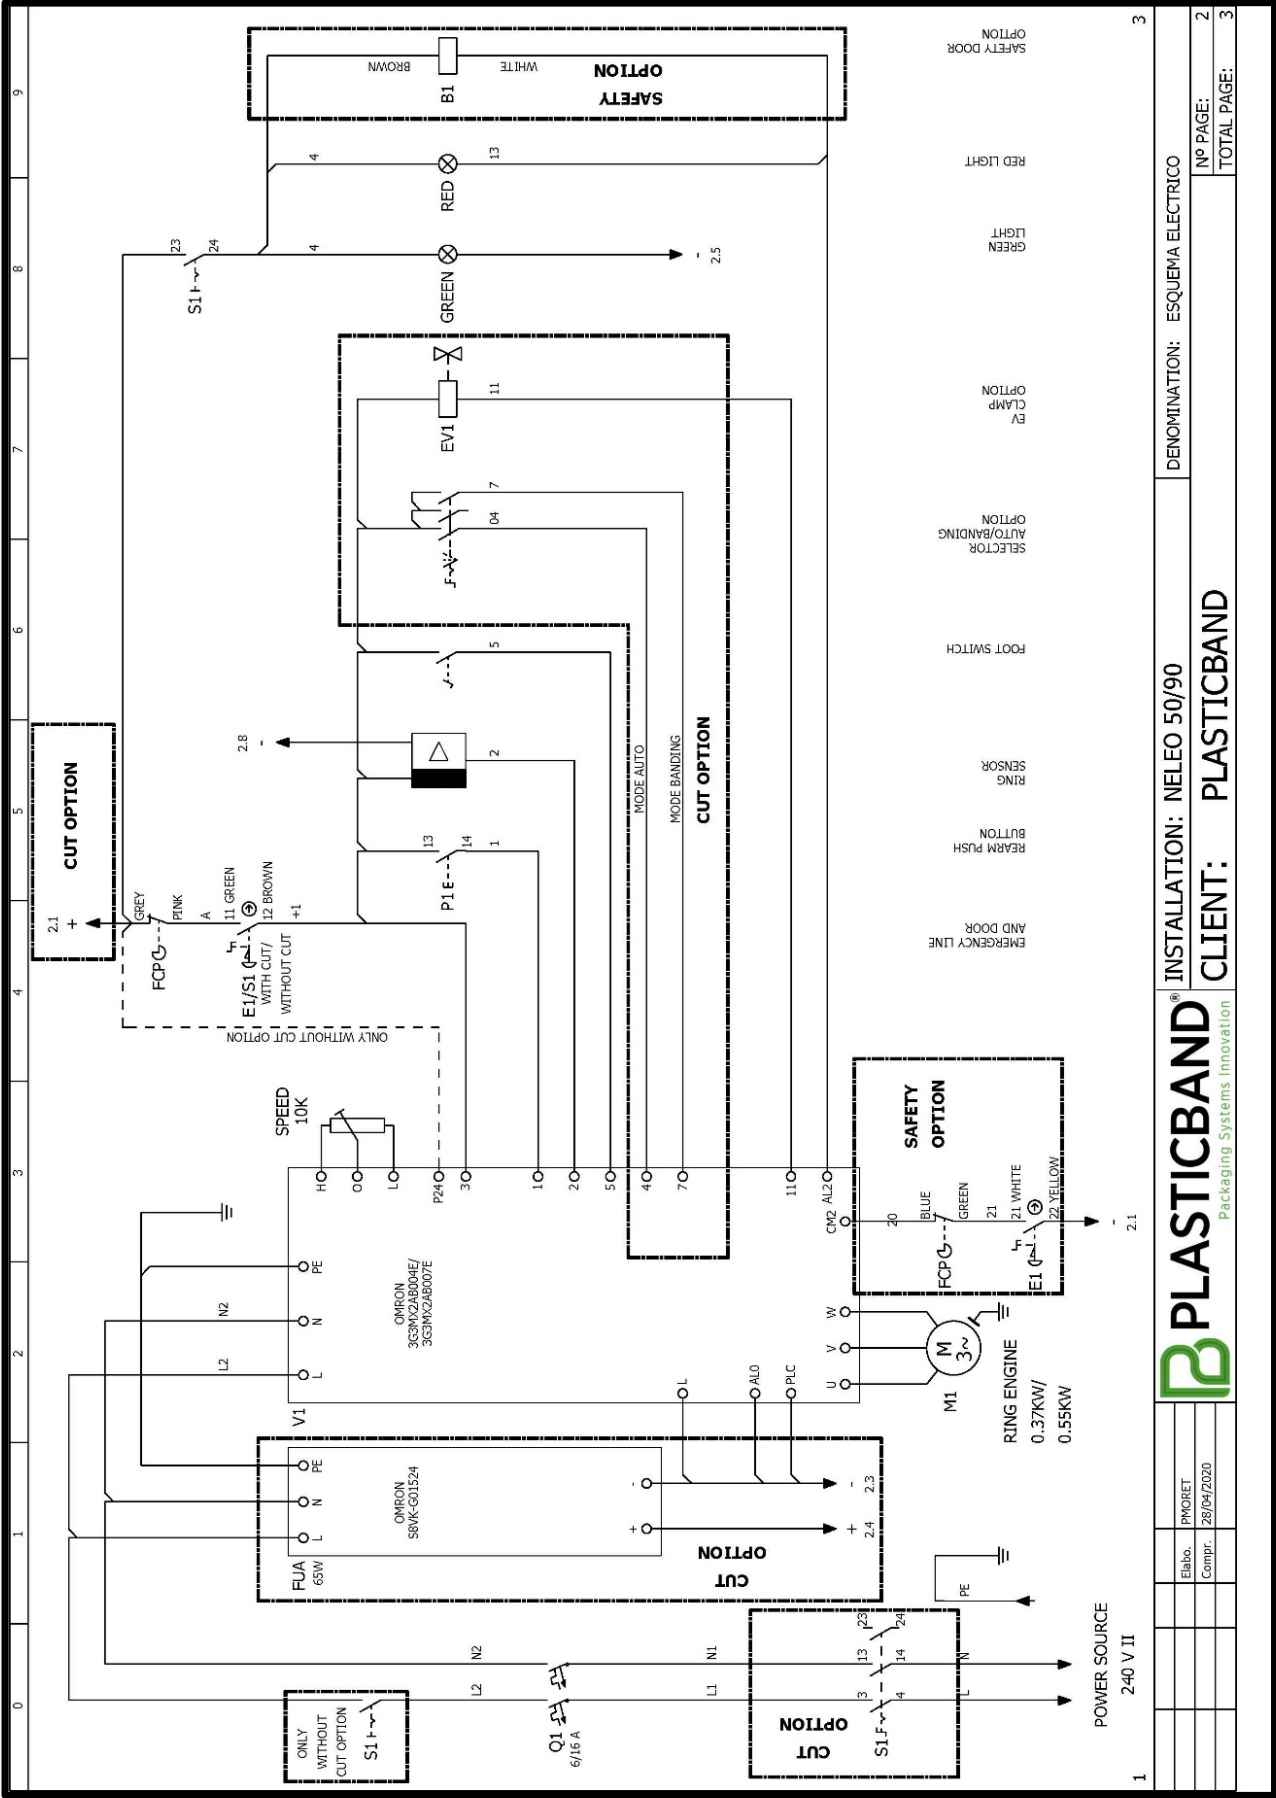 0
1
2
3
4
5
6
7
8
9
ONLY
WITHOUT
CUT OPTION
S1
L2
N2
Q1
6/16 A
L1
N1
CUT
OPTION
S1
3
4
13
14
23
24
L
N
POWER SOURCE
240 V II
PE
FUA
65W
L
N
PE
OMRON
S8VK-G01524
+
-
CUT
OPTION
+
2.4
-
2.3
L2
N2
V1
L
N
PE
OMRON
3G3MX2AB004E/
3G3MX2AB007E
L
AL0
PLC
U
V
W
M
3~
M1
RING ENGINE
0.37KW/
0.55KW
SPEED
10K
H
O
L
P24
3
1
2
5
4
7
11
AL2
CM2
20
BLUE
GREEN
FCP
21
21 WHITE
22 YELLOW
E1
SAFETY
OPTION
-
2.1
ONLY WITHOUT CUT OPTION
CUT OPTION
2.1
+
GREY
PINK
FCP
A
11 GREEN
12 BROWN
E1/S1
WITH CUT/
WITHOUT CUT
+1
P1
13
14
1
2.8
-
2
5
MODE AUTO
MODE BANDING
CUT OPTION
04
7
EV1
11
S1
23
24
4
GREEN
-
2.5
4
RED
13
BROWN
B1
WHITE
SAFETY
OPTION
EMERGENCY LINE
AND DOOR
REARM PUSH
BUTTON
RING
SENSOR
FOOT SWITCH
SELECTOR
AUTO/BANDING
OPTION
EV
CLAMP
OPTION
GREEN
LIGHT
RED LIGHT
SAFETY DOOR
OPTION
1
3
Elabo.
PMORET
Compr.
28/04/2020
PLASTICBAND®
Packaging Systems Innovation
INSTALLATION: NELEO 50/90
CLIENT: PLASTICBAND
DENOMINATION: ESQUEMA ELECTRICO
Nº PAGE: 2
TOTAL PAGE: 3